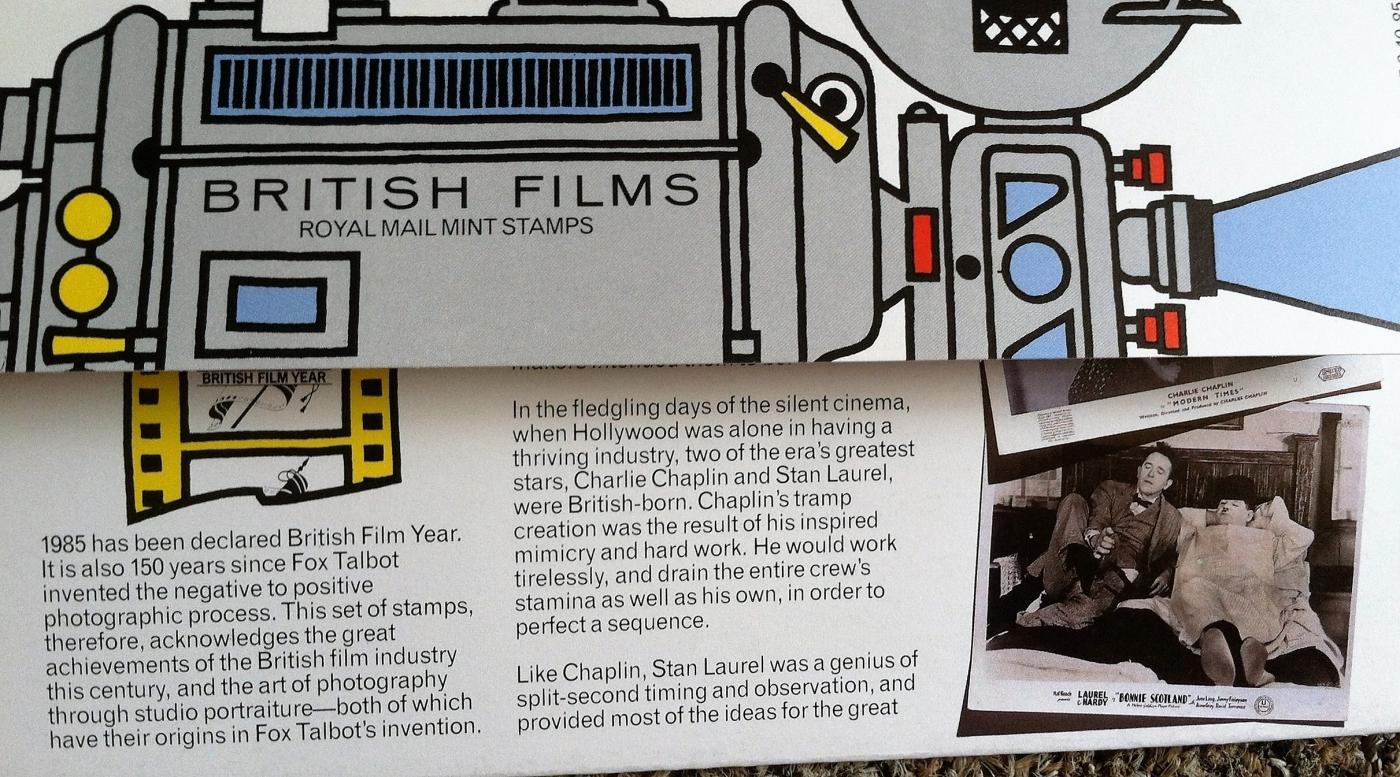 BRITISH FILMS
ROYAL MAIL MINT STAMPS
BRITISH FILM YEAR
1985 has been declared British Film Year.
It is also 150 years since Fox Talbot
invented the negative to positive
photographic process. This set of stamps,
therefore, acknowledges the great
achievements of the British film industry
this century, and the art of photography
through studio portraiture—both of which
have their origins in Fox Talbot's invention.
In the fledgling days of the silent cinema,
when Hollywood was alone in having a
thriving industry, two of the era's greatest
stars, Charlie Chaplin and Stan Laurel,
were British-born. Chaplin's tramp
creation was the result of his inspired
mimicry and hard work. He would work
tirelessly, and drain the entire crew's
stamina as well as his own, in order to
perfect a sequence.
Like Chaplin, Stan Laurel was a genius of
split-second timing and observation, and
provided most of the ideas for the great
CHARLIE CHAPLIN
"MODERN TIMES"
Written, Directed and Produced by CHARLES CHAPLIN
LAUREL
& HARDY
"BONNIE SCOTLAND"